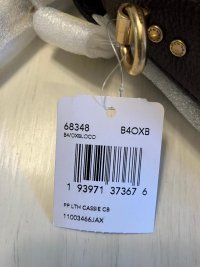 68348 B4OXB
B4/OXBLOOD
1 93971 37367 6
PP LTH CASSIE CB
11003466JAX